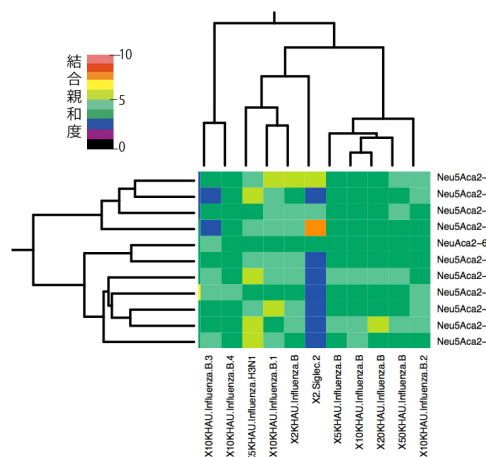 結合親和度
10
5
0
Neu5Aca2-
Neu5Aca2-
Neu5Aca2-
Neu5Aca2-
NeuAca2-6
Neu5Aca2-
Neu5Aca2-
Neu5Aca2-
Neu5Aca2-
Neu5Aca2-
Neu5Aca2-
X10KHAU.Influenza.B.3
X10KHAU.Influenza.B.4
5KHAU.Influenza.H3N1
X10KHAU.Influenza.B.1
X2KHAU.Influenza.B
X2.Siglec.2
X5KHAU.Influenza.B
X10KHAU.Influenza.B
X20KHAU.Influenza.B
X50KHAU.Influenza.B
X10KHAU.Influenza.B.2